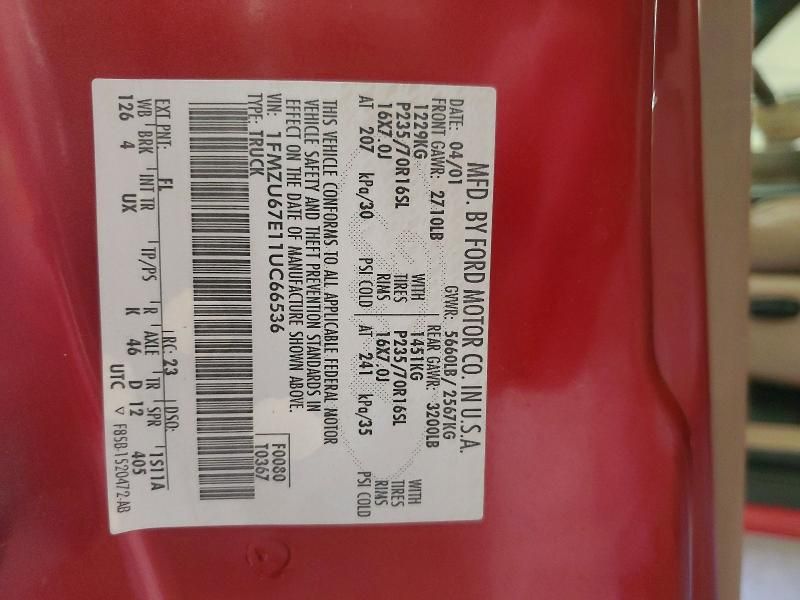 MFD. BY FORD MOTOR CO. IN U.S.A.
DATE: 04/01 GVWR: 5660LB/ 2567KG
FRONT GAWR: 2710LB REAR GAWR: 3200LB
1229KG WITH 1451KG WITH
P235/70R16SL TIRES P235/70R16SL TIRES
16X7.0J RIMS 16X7.0J RIMS
AT 207 kPa/30 PSI COLD AT 241 kPa/35 PSI COLD
THIS VEHICLE CONFORMS TO ALL APPLICABLE FEDERAL MOTOR
VEHICLE SAFETY AND THEFT PREVENTION STANDARDS IN
EFFECT ON THE DATE OF MANUFACTURE SHOWN ABOVE.
VIN: 1FMZU67E11UC66536 F0080
TYPE: TRUCK T0367
EXT PNT: FL RC: 23 DSO:
WB BRK INT TR TP/PS R AXLE TR SPR 1S11A
126 4 UX K 46 D 12 405
UTC ▽ F85B-1520472-AB